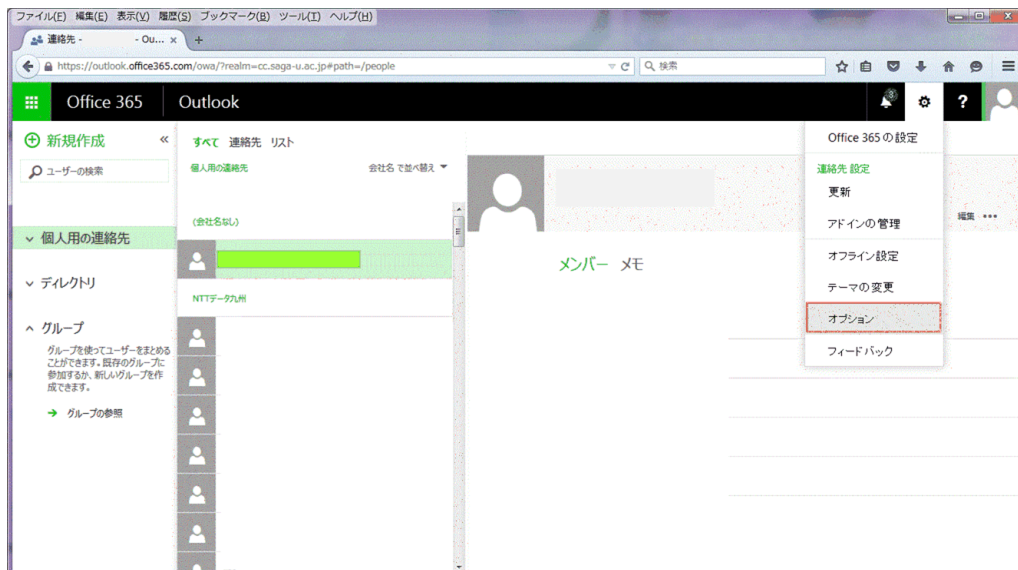 ファイル(F) 編集(E) 表示(V) 履歴(S) ブックマーク(B) ツール(T) ヘルプ(H)
連絡先 - - Ou... × +
https://outlook.office365.com/owa/?realm=cc.saga-u.ac.jp#path=/people
検索
Office 365 Outlook
3
?
新規作成 «
ユーザーの検索
個人用の連絡先
ディレクトリ
グループ
グループを使ってユーザーをまとめる
ことができます。既存のグループに
参加するか、新しいグループを作
成できます。
→ グループの参照
すべて 連絡先 リスト
個人用の連絡先 会社名 で並べ替え ▼
(会社名なし)
NTTデータ九州
編集 •••
メンバー メモ
Office 365 の設定
連絡先 設定
更新
アドインの管理
オフライン設定
テーマの変更
オプション
フィードバック